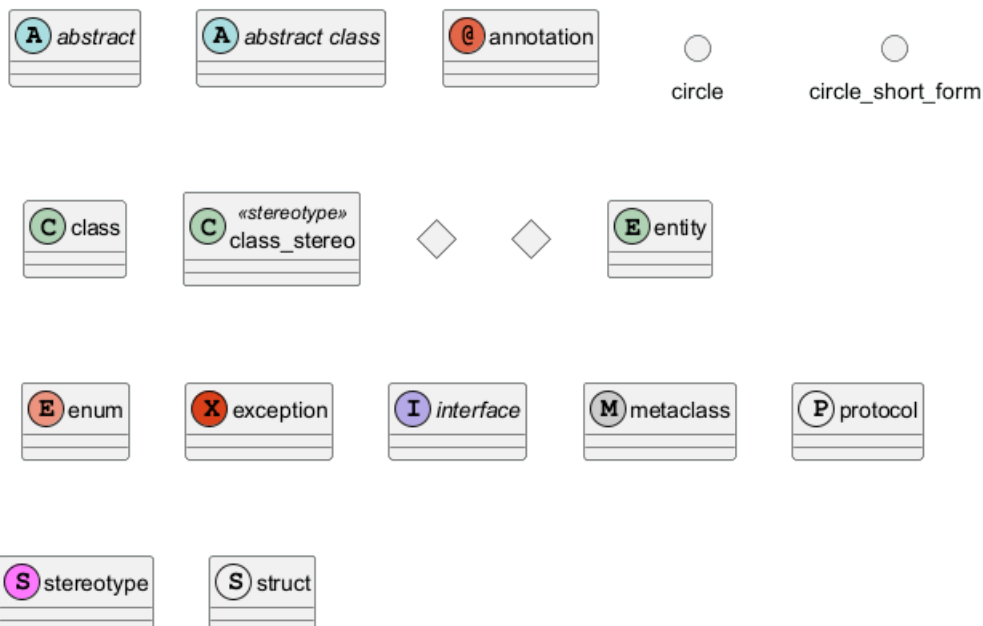 A abstract
A abstract class
@ annotation
circle
circle_short_form
C class
«stereotype»
C class_stereo
E entity
E enum
X exception
I interface
M metaclass
P protocol
S stereotype
S struct